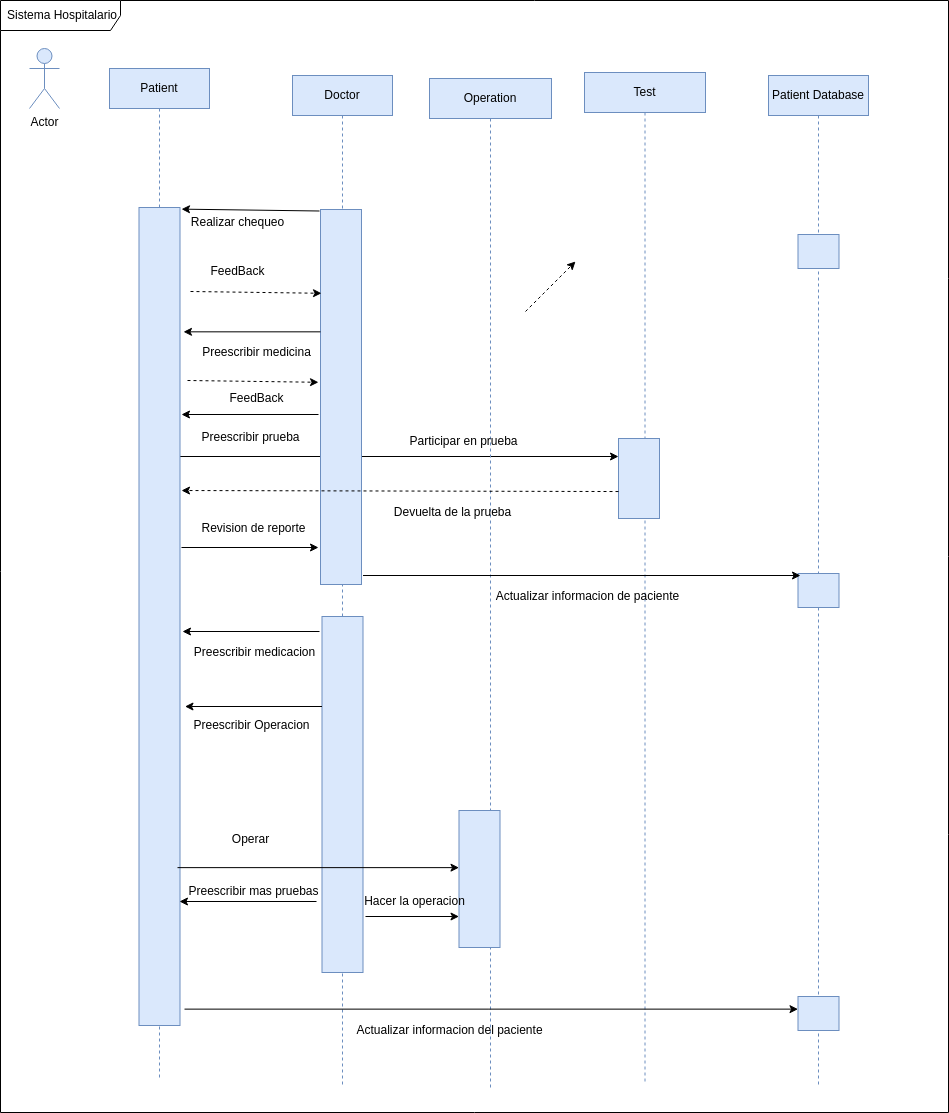 Sistema Hospitalario
Actor
Patient
Doctor
Operation
Test
Patient Database
Realizar chequeo
FeedBack
Preescribir medicina
FeedBack
Preescribir prueba
Participar en prueba
Devuelta de la prueba
Revision de reporte
Actualizar informacion de paciente
Preescribir medicacion
Preescribir Operacion
Operar
Preescribir mas pruebas
Hacer la operacion
Actualizar informacion del paciente